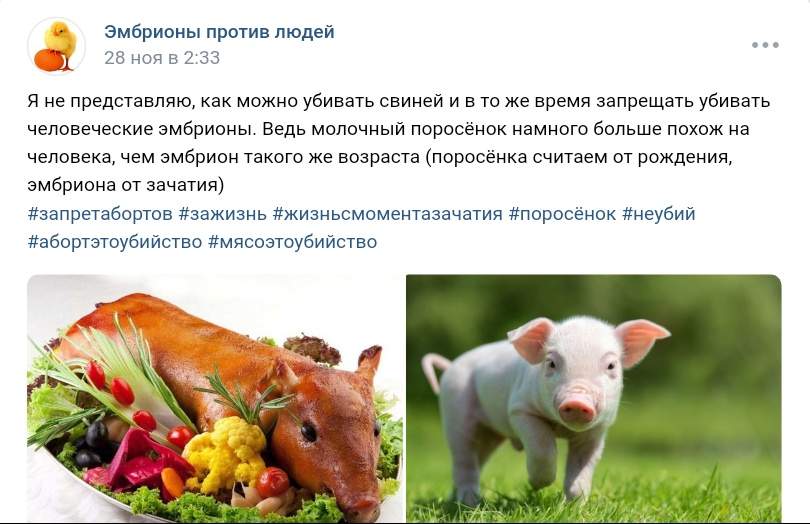 Эмбрионы против людей
28 ноя в 2:33
Я не представляю, как можно убивать свиней и в то же время запрещать убивать
человеческие эмбрионы. Ведь молочный поросёнок намного больше похож на
человека, чем эмбрион такого же возраста (поросёнка считаем от рождения,
эмбриона от зачатия)
#запретабортов #зажизнь #жизньсмоментазачатия #поросёнок #неубий
#абортэтоубийство #мясоэтоубийство